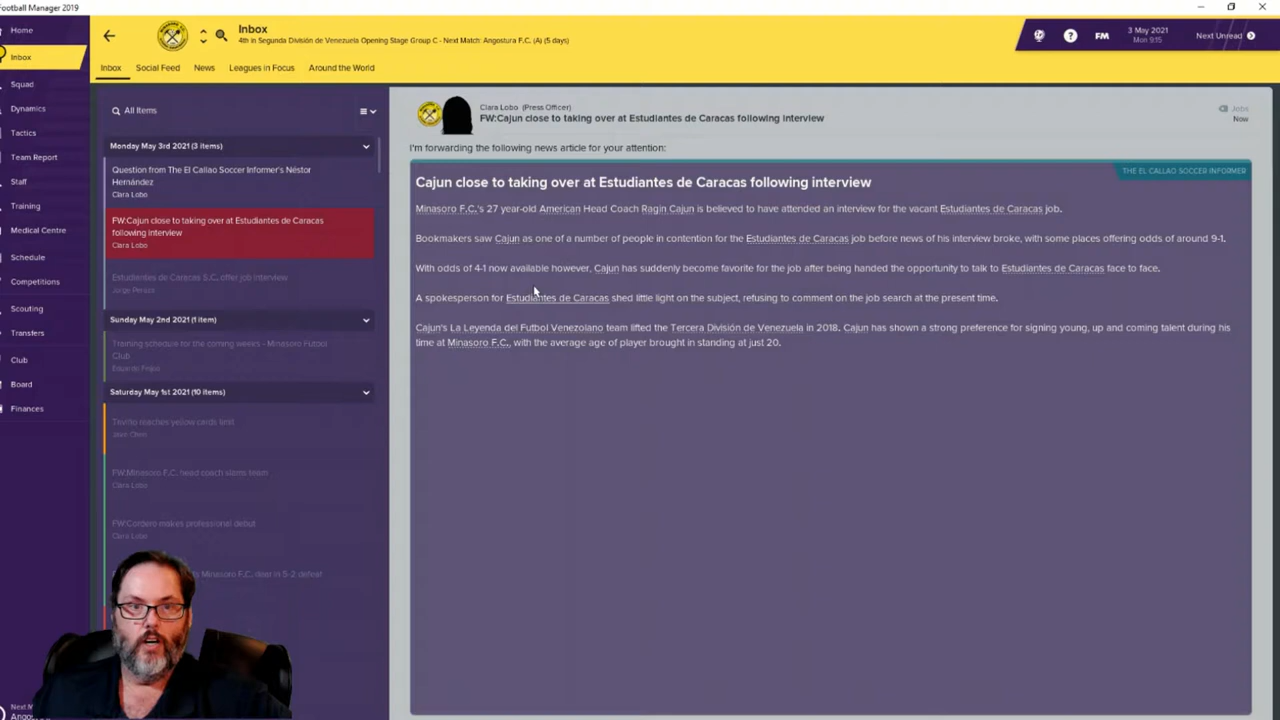 Football Manager 2019
Home
Inbox
4th in Segunda División de Venezuela Opening Stage Group C - Next Match: Angostura F.C. (A) (5 days)
FM
3 May 2021
Mon 9:15
Next Unread
Inbox
Squad
Dynamics
Tactics
Team Report
Staff
Training
Medical Centre
Schedule
Competitions
Scouting
Transfers
Club
Board
Finances
Inbox
Social Feed
News
Leagues in Focus
Around the World
All Items
Monday May 3rd 2021 (3 items)
Question from The El Callao Soccer Informer's Néstor
Hernández
Clara Lobo
FW:Cajun close to taking over at Estudiantes de Caracas
following interview
Clara Lobo
Estudiantes de Caracas S.C. offer job interview
Jorge Peraza
Sunday May 2nd 2021 (1 item)
Training schedule for the coming weeks - Minasoro Futbol
Club
Eduardo
Saturday May 1st 2021 (10 items)
reaches yellow cards limit
FW:Minasoro F.C. head coach slams team
Clara Lobo
FW:Cordero makes professional debut
Clara Lobo
Minasoro F.C. dear in 5-2 defeat
Clara Lobo (Press Officer)
FW:Cajun close to taking over at Estudiantes de Caracas following interview
Jobs
Now
I'm forwarding the following news article for your attention:
THE EL CALLAO SOCCER INFORMER
Cajun close to taking over at Estudiantes de Caracas following interview
Minasoro F.C.'s 27 year-old American Head Coach Ragin Cajun is believed to have attended an interview for the vacant Estudiantes de Caracas job.
Bookmakers saw Cajun as one of a number of people in contention for the Estudiantes de Caracas job before news of his interview broke, with some places offering odds of around 9-1.
With odds of 4-1 now available however, Cajun has suddenly become favorite for the job after being handed the opportunity to talk to Estudiantes de Caracas face to face.
A spokesperson for Estudiantes de Caracas shed little light on the subject, refusing to comment on the job search at the present time.
Cajun's La Leyenda del Futbol Venezolano team lifted the Tercera División de Venezuela in 2018. Cajun has shown a strong preference for signing young, up and coming talent during his
time at Minasoro F.C., with the average age of player brought in standing at just 20.
Next M
Ango